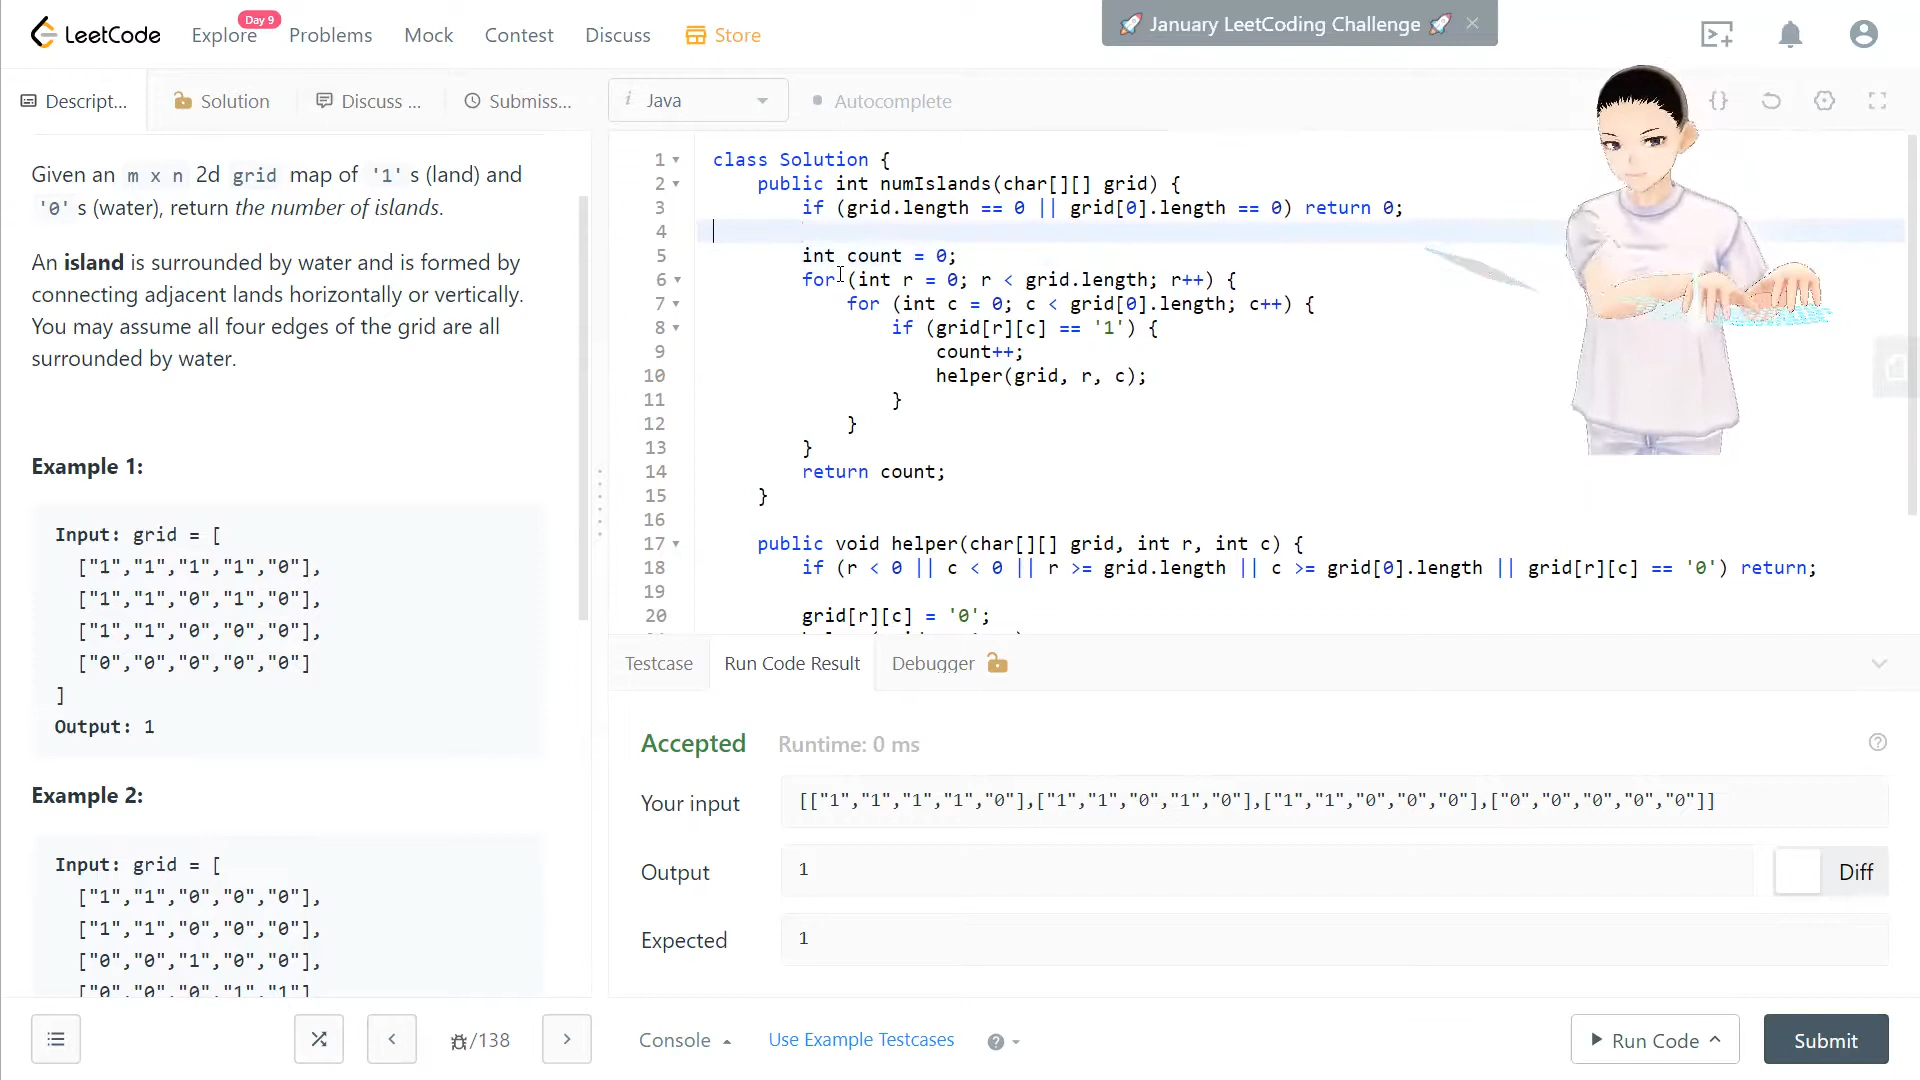 LeetCode
Explore
Day 9
Problems
Mock
Contest
Discuss
Store
🚀 January LeetCoding Challenge 🚀
Descript...
Solution
Discuss ...
Submiss...
Given an m x n 2d grid map of '1' s (land) and
'0' s (water), return the number of islands.
An island is surrounded by water and is formed by
connecting adjacent lands horizontally or vertically.
You may assume all four edges of the grid are all
surrounded by water.
Example 1:
Input: grid = [
["1","1","1","1","0"],
["1","1","0","1","0"],
["1","1","0","0","0"],
["0","0","0","0","0"]
]
Output: 1
Example 2:
Input: grid = [
["1","1","0","0","0"],
["1","1","0","0","0"],
["0","0","1","0","0"],
["0","0","0","1","1"]
/138
i Java
Autocomplete
1 class Solution {
2 public int numIslands(char[][] grid) {
3 if (grid.length == 0 || grid[0].length == 0) return 0;
4
5 int count = 0;
6 for (int r = 0; r < grid.length; r++) {
7 for (int c = 0; c < grid[0].length; c++) {
8 if (grid[r][c] == '1') {
9 count++;
10 helper(grid, r, c);
11 }
12 }
13 }
14 return count;
15 }
16
17 public void helper(char[][] grid, int r, int c) {
18 if (r < 0 || c < 0 || r >= grid.length || c >= grid[0].length || grid[r][c] == '0') return;
19
20 grid[r][c] = '0';
Testcase
Run Code Result
Debugger
Accepted
Runtime: 0 ms
Your input
[["1","1","1","1","0"],["1","1","0","1","0"],["1","1","0","0","0"],["0","0","0","0","0"]]
Output
1
Diff
Expected
1
Console
Use Example Testcases
Run Code
Submit